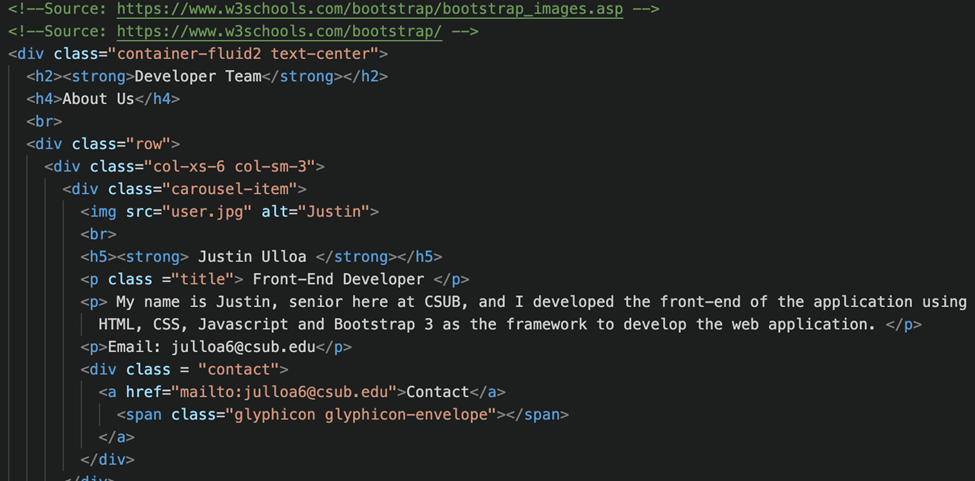 <!--Source: https://www.w3schools.com/bootstrap/bootstrap_images.asp -->
<!--Source: https://www.w3schools.com/bootstrap/ -->
<div class="container-fluid2 text-center">
<h2><strong>Developer Team</strong></h2>
<h4>About Us</h4>
<br>
<div class="row">
<div class="col-xs-6 col-sm-3">
<div class="carousel-item">
<img src="user.jpg" alt="Justin">
<br>
<h5><strong> Justin Ulloa </strong></h5>
<p class ="title"> Front-End Developer </p>
<p> My name is Justin, senior here at CSUB, and I developed the front-end of the application using
HTML, CSS, Javascript and Bootstrap 3 as the framework to develop the web application. </p>
<p>Email: julloa6@csub.edu</p>
<div class = "contact">
<a href="mailto:julloa6@csub.edu">Contact</a>
<span class="glyphicon glyphicon-envelope"></span>
</a>
</div>
</div>